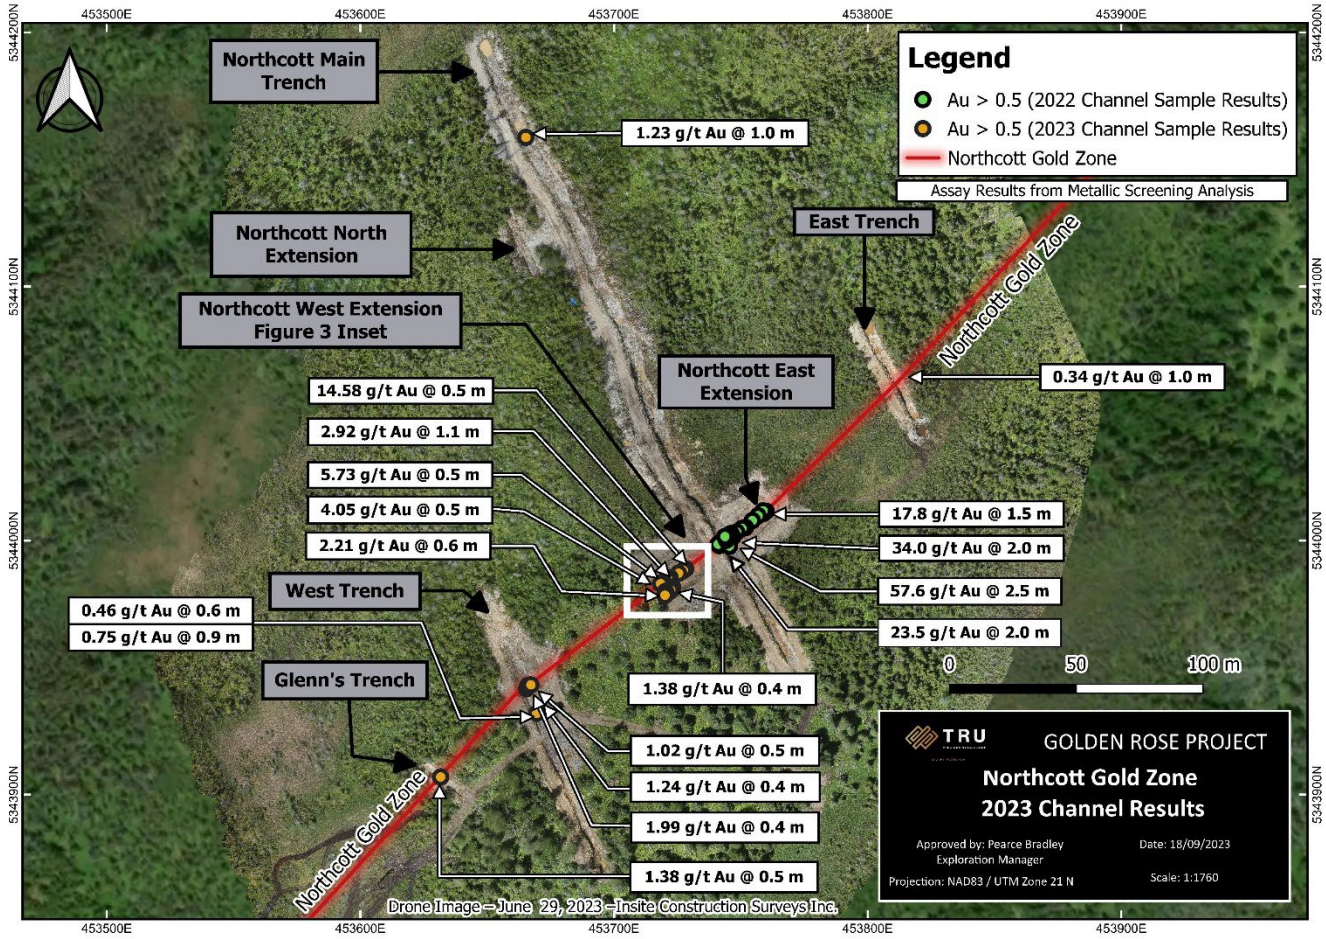 453500E
453600E
453700E
453800E
453900E
5344200N
5344200N
Northcott Main
Trench
Legend
Au > 0.5 (2022 Channel Sample Results)
Au > 0.5 (2023 Channel Sample Results)
Northcott Gold Zone
Assay Results from Metallic Screening Analysis
1.23 g/t Au @ 1.0 m
Northcott North
Extension
East Trench
Northcott Gold Zone
5344100N
5344100N
Northcott West Extension
Figure 3 Inset
Northcott East
Extension
0.34 g/t Au @ 1.0 m
14.58 g/t Au @ 0.5 m
2.92 g/t Au @ 1.1 m
5.73 g/t Au @ 0.5 m
4.05 g/t Au @ 0.5 m
2.21 g/t Au @ 0.6 m
17.8 g/t Au @ 1.5 m
34.0 g/t Au @ 2.0 m
57.6 g/t Au @ 2.5 m
23.5 g/t Au @ 2.0 m
5344000N
5344000N
West Trench
0.46 g/t Au @ 0.6 m
0.75 g/t Au @ 0.9 m
Glenn's Trench
1.38 g/t Au @ 0.4 m
0 50 100 m
1.02 g/t Au @ 0.5 m
1.24 g/t Au @ 0.4 m
1.99 g/t Au @ 0.4 m
1.38 g/t Au @ 0.5 m
5343900N
5343900N
Northcott Gold Zone
TRU
GOLDEN ROSE PROJECT
Northcott Gold Zone
2023 Channel Results
Approved by: Pearce Bradley
Exploration Manager
Date: 18/09/2023
Projection: NAD83 / UTM Zone 21 N
Scale: 1:1760
Drone Image – June 29, 2023 –Insite Construction Surveys Inc.
453500E
453600E
453700E
453800E
453900E